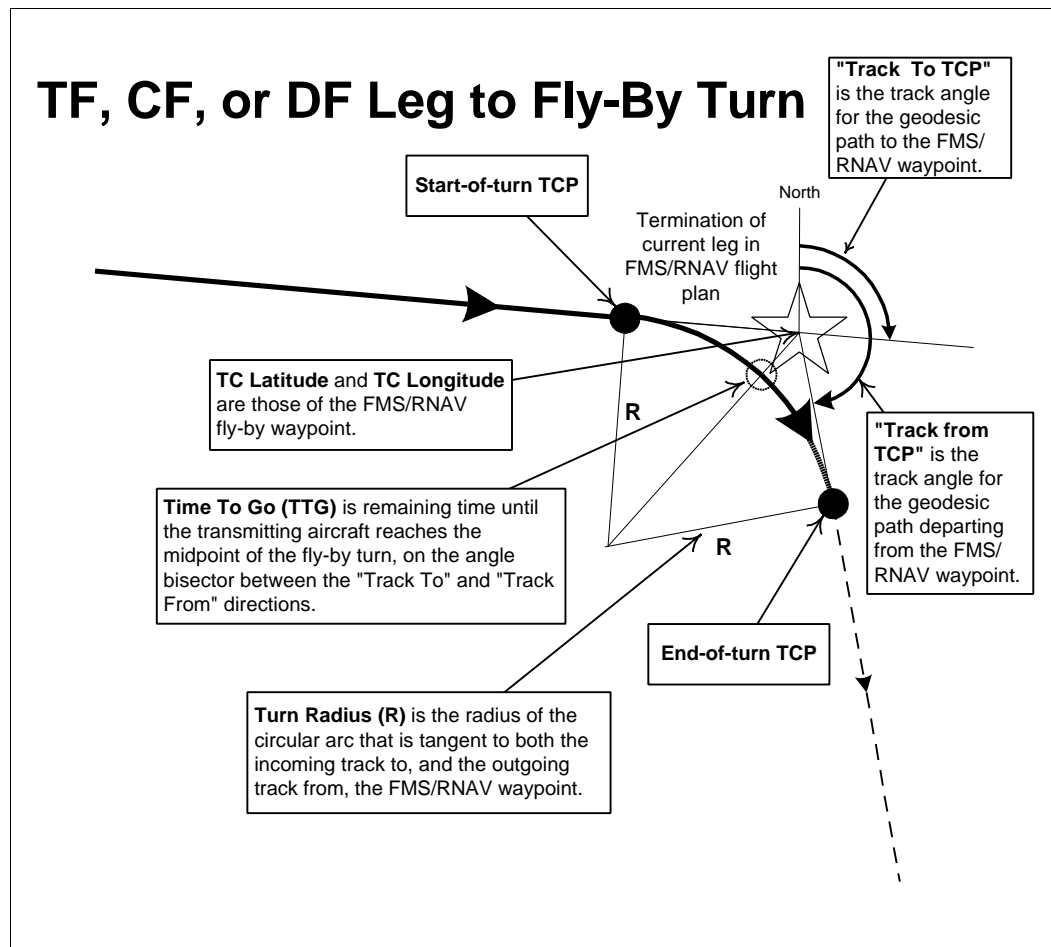 TF, CF, or DF Leg to Fly-By Turn
"Track To TCP"
is the track angle
for the geodesic
path to the FMS/
RNAV waypoint.
Start-of-turn TCP
North
Termination of
current leg in
FMS/RNAV flight
plan
TC Latitude and TC Longitude
are those of the FMS/RNAV
fly-by waypoint.
R
"Track from
TCP" is the
track angle for
the geodesic
path departing
from the FMS/
RNAV waypoint.
Time To Go (TTG) is remaining time until
the transmitting aircraft reaches the
midpoint of the fly-by turn, on the angle
bisector between the "Track To" and "Track
From" directions.
R
End-of-turn TCP
Turn Radius (R) is the radius of the
circular arc that is tangent to both the
incoming track to, and the outgoing
track from, the FMS/RNAV waypoint.